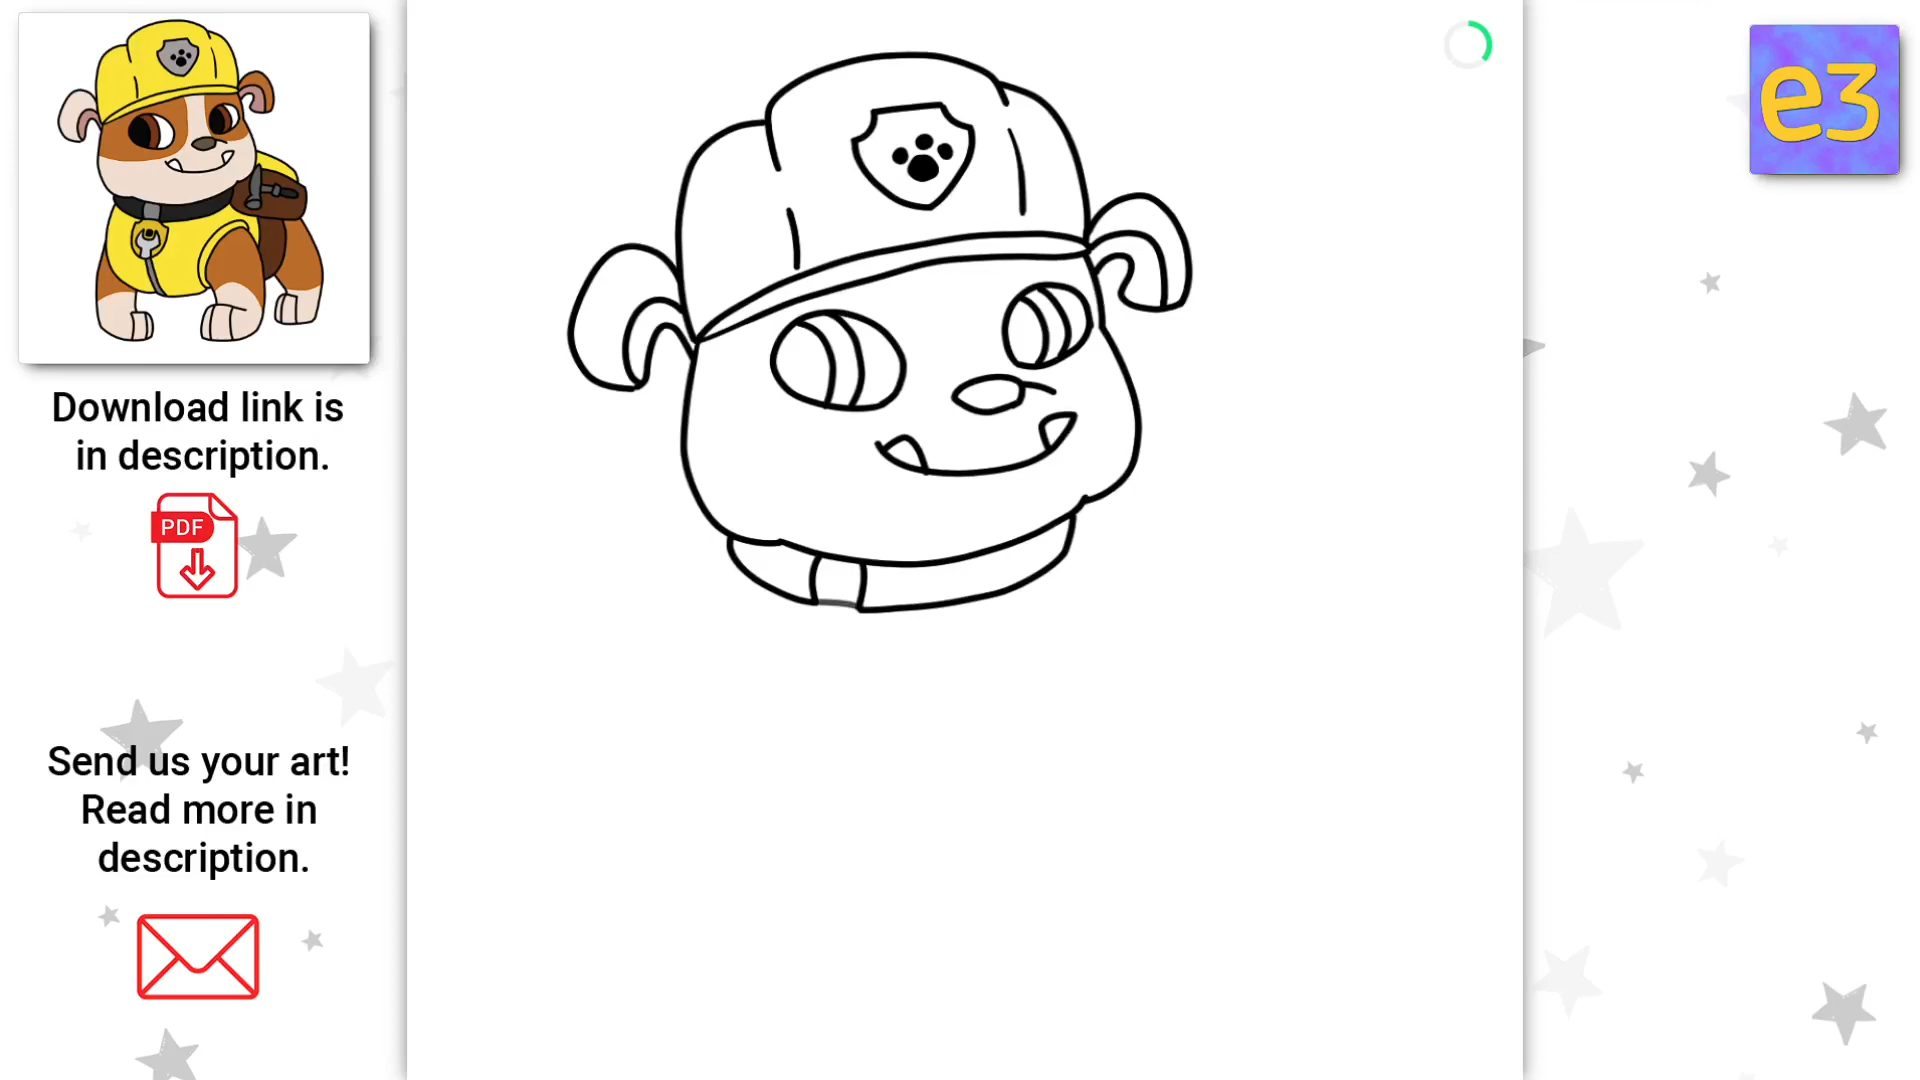 e3
Download link is
in description.
PDF
Send us your art!
Read more in
description.